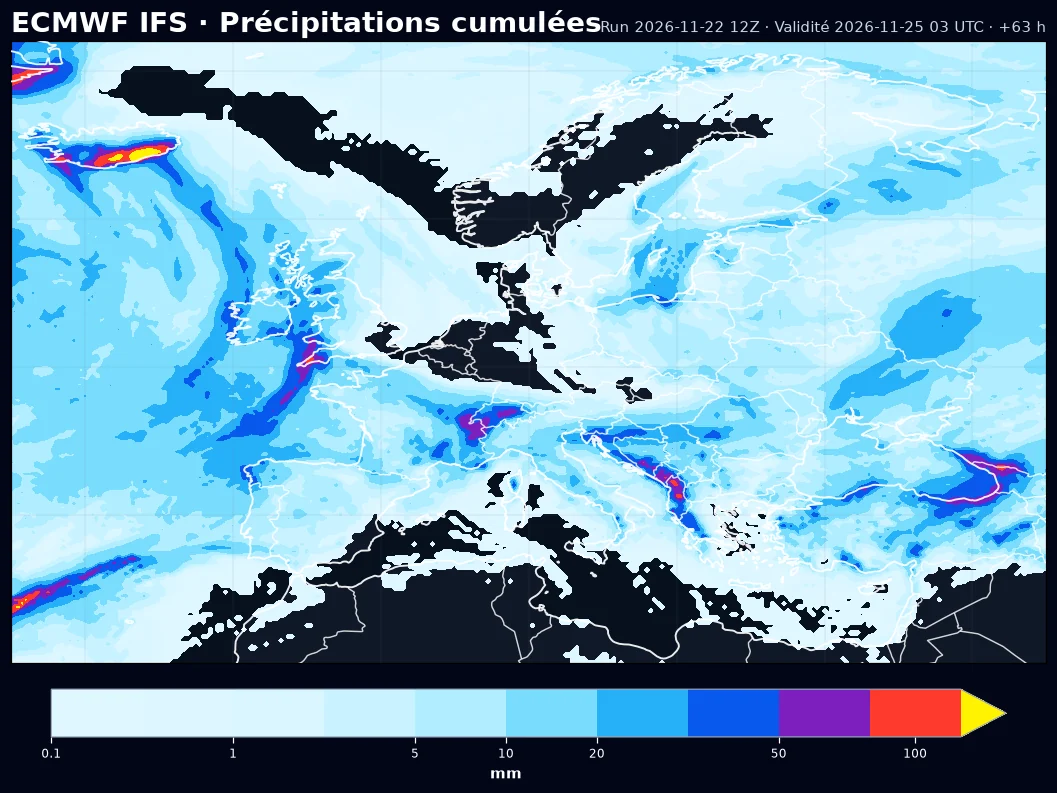 ECMWF IFS · Précipitations cumulées
Run 2026-11-22 12Z · Validité 2026-11-25 03 UTC · +63 h
0.1 1 5 10 20 50 100
mm